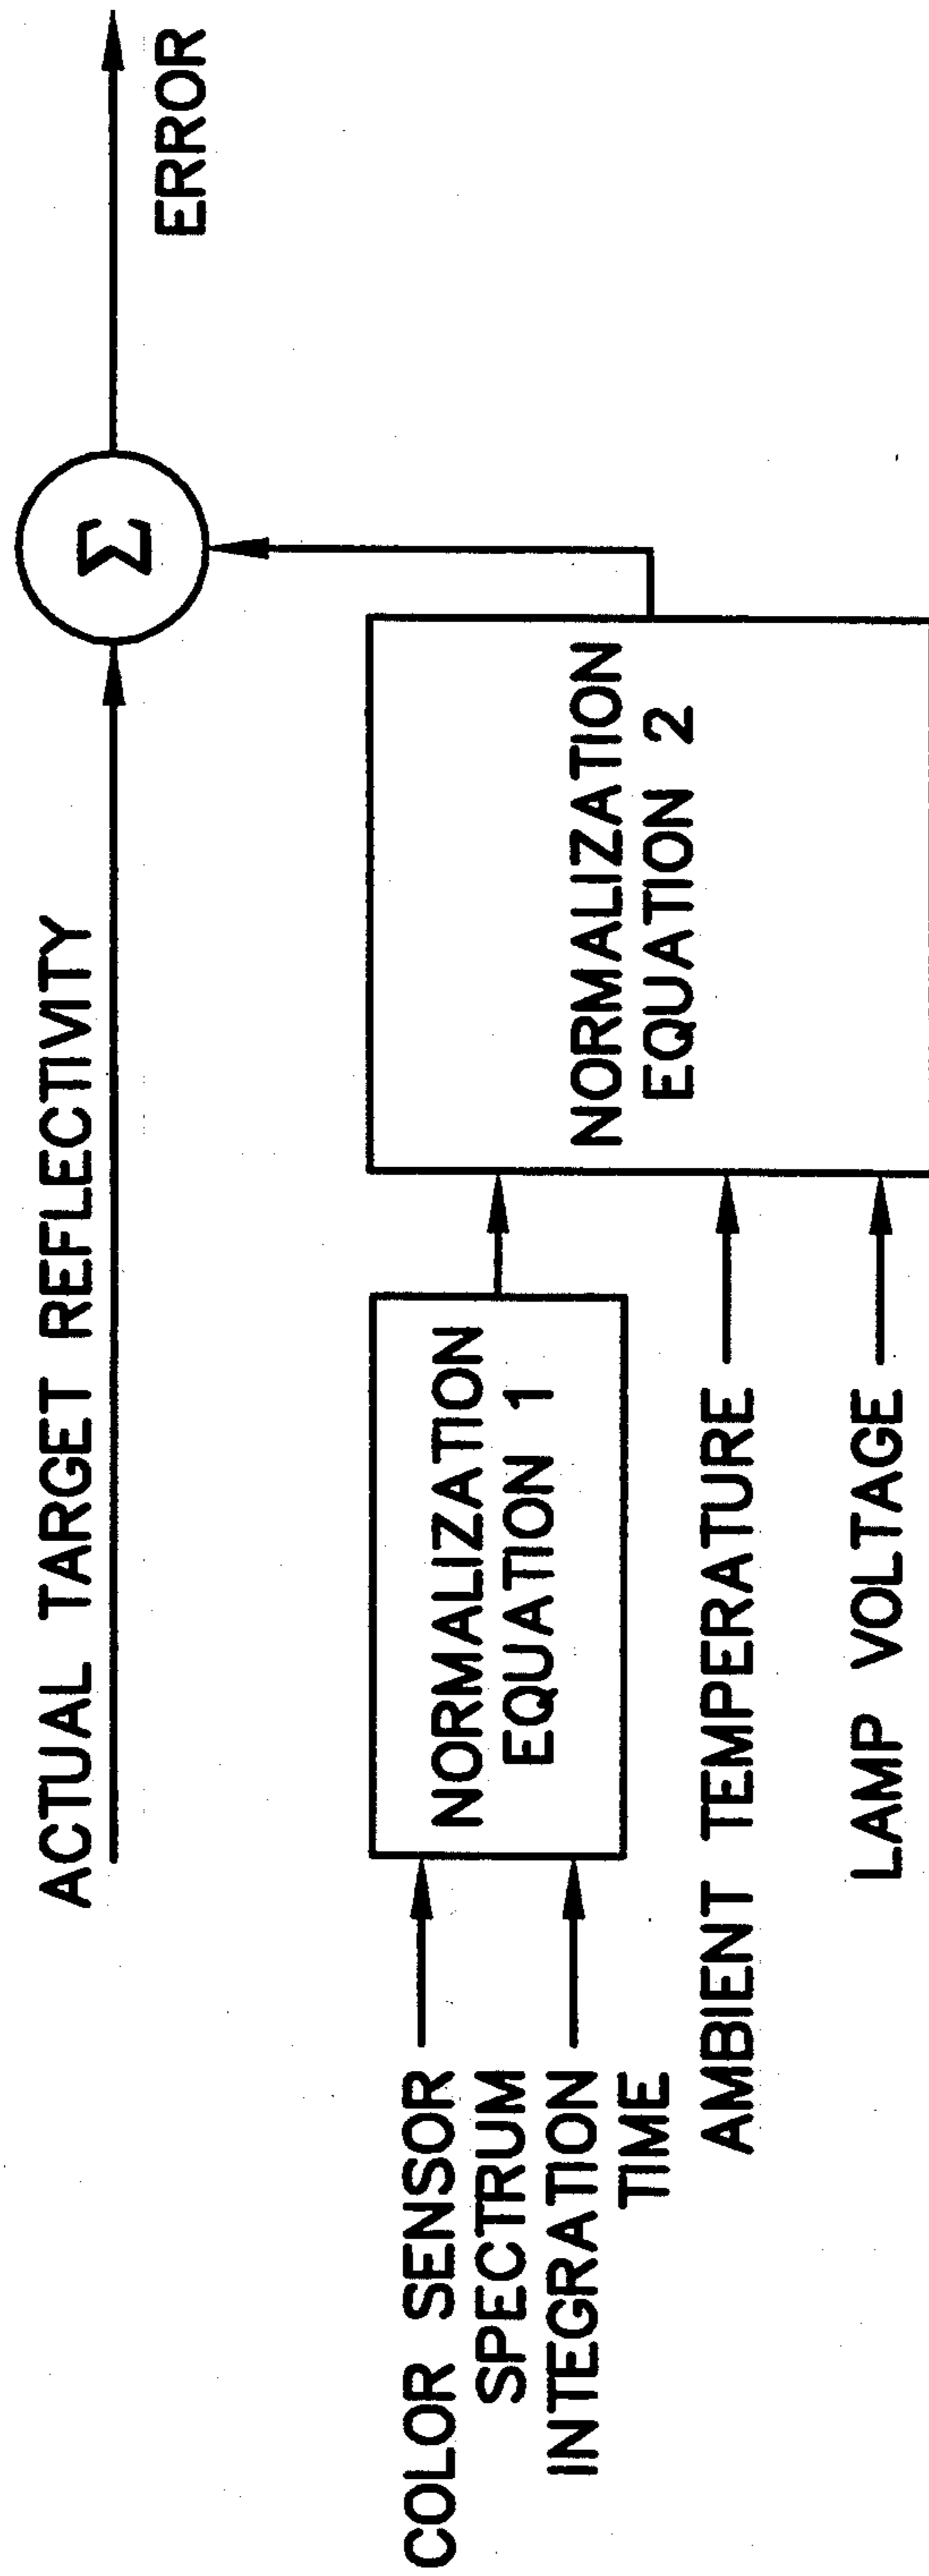 ACTUAL TARGET REFLECTIVITY
Σ
ERROR
COLOR SENSOR
SPECTRUM
INTEGRATION
TIME
NORMALIZATION
EQUATION 1
AMBIENT TEMPERATURE
LAMP VOLTAGE
NORMALIZATION
EQUATION 2